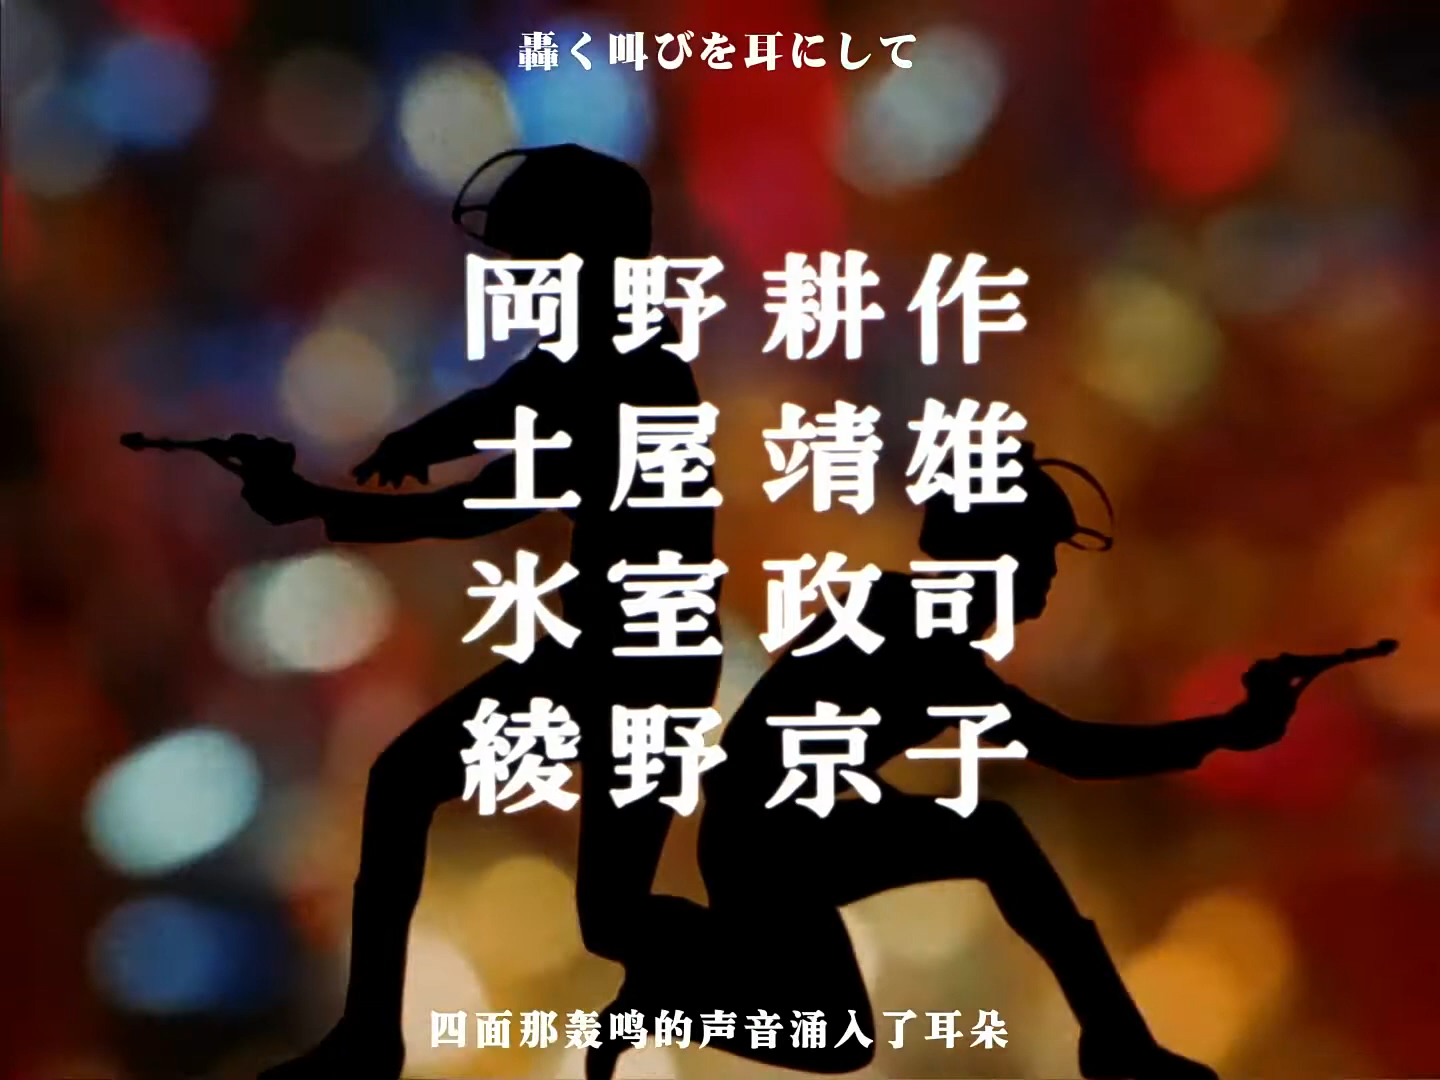 轟く叫びを耳にして
岡野耕作
土屋靖雄
氷室政司
綾野京子
四面那轰鸣的声音涌入了耳朵